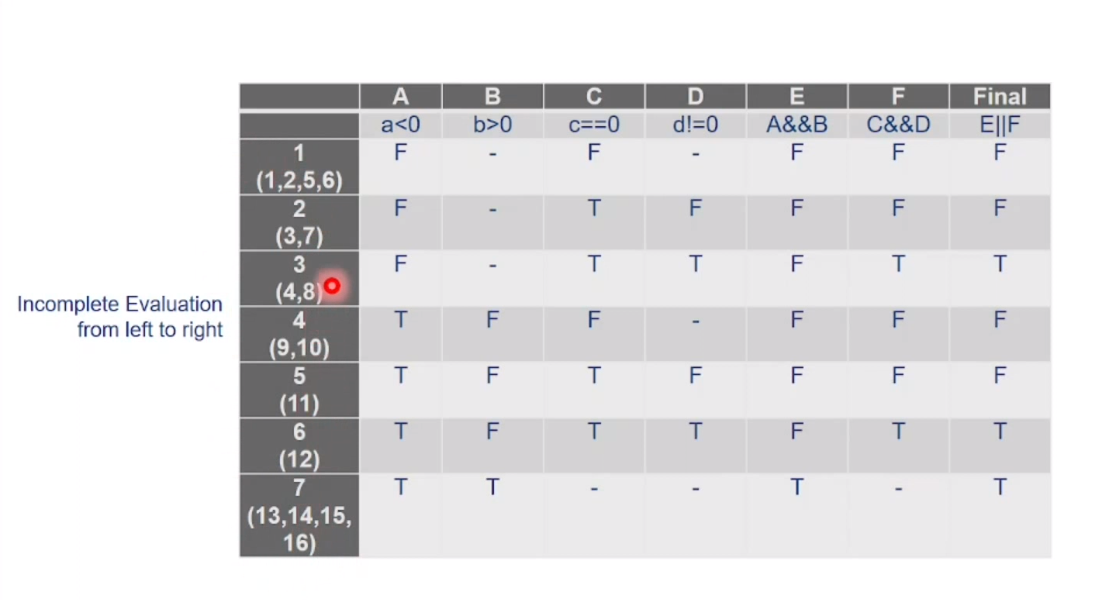 A B C D E F Final
a<0 b>0 c==0 d!=0 A&&B C&&D E||F
1 F - F - F F F
(1,2,5,6)
2 F - T F F F F
(3,7)
3 F - T T F T T
(4,8)
Incomplete Evaluation
from left to right
4 T F F - F F F
(9,10)
5 T F T F F F F
(11)
6 T F T T F T T
(12)
7 T T - - T - T
(13,14,15,
16)